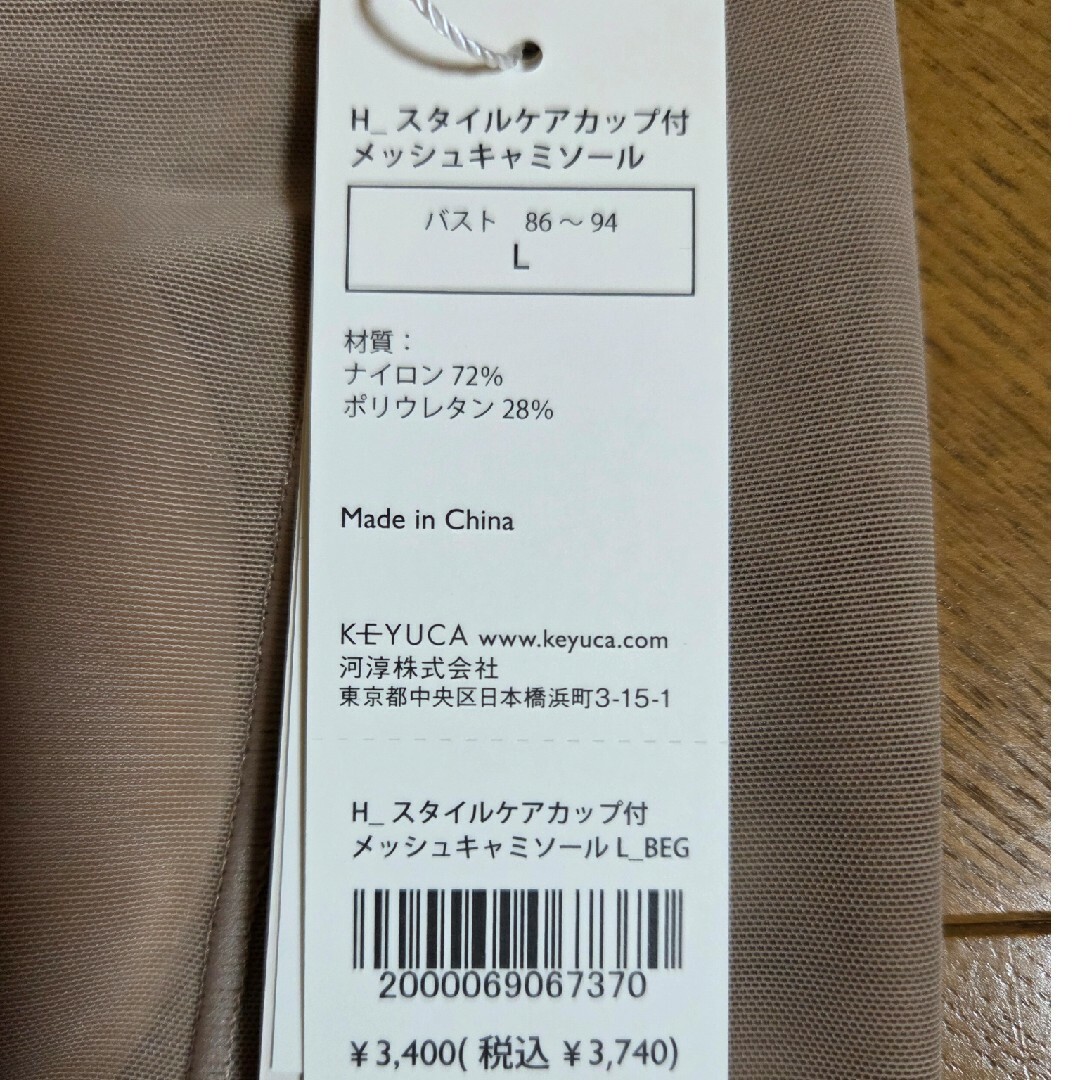 H_ スタイルケアカップ付
メッシュキャミソール
バスト　86～94
L
材質：
ナイロン 72%
ポリウレタン 28%
Made in China
KEYUCA www.keyuca.com
河淳株式会社
東京都中央区日本橋浜町3-15-1
H_ スタイルケアカップ付
メッシュキャミソール L_BEG
2000069067370
¥3,400( 税込 ¥3,740)